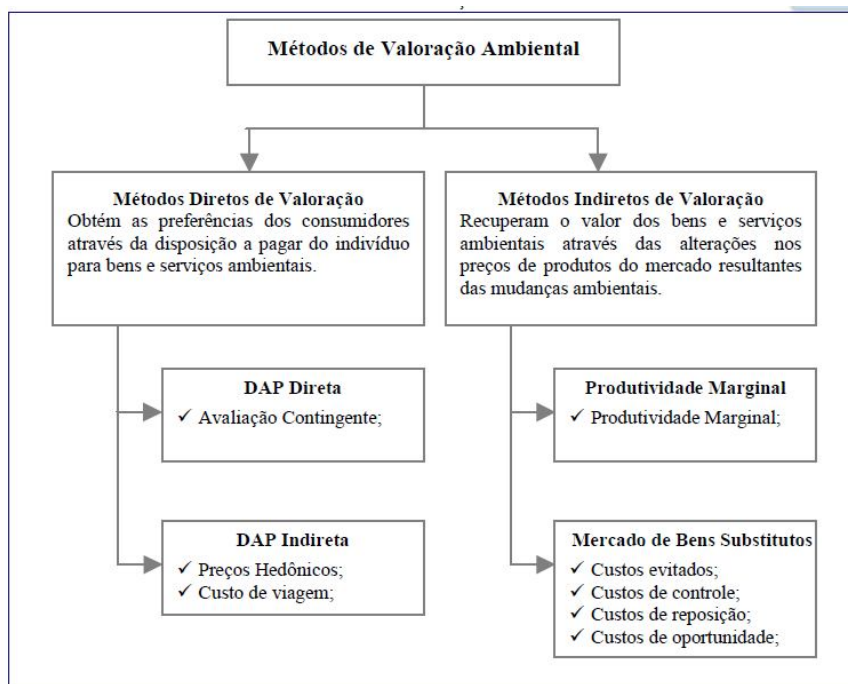 Métodos de Valoração Ambiental
Métodos Diretos de Valoração
Obtém as preferências dos consumidores
através da disposição a pagar do indivíduo
para bens e serviços ambientais.
Métodos Indiretos de Valoração
Recuperam o valor dos bens e serviços
ambientais através das alterações nos
preços de produtos do mercado resultantes
das mudanças ambientais.
DAP Direta
✓ Avaliação Contingente;
Produtividade Marginal
✓ Produtividade Marginal;
DAP Indireta
✓ Preços Hedônicos;
✓ Custo de viagem;
Mercado de Bens Substitutos
✓ Custos evitados;
✓ Custos de controle;
✓ Custos de reposição;
✓ Custos de oportunidade;